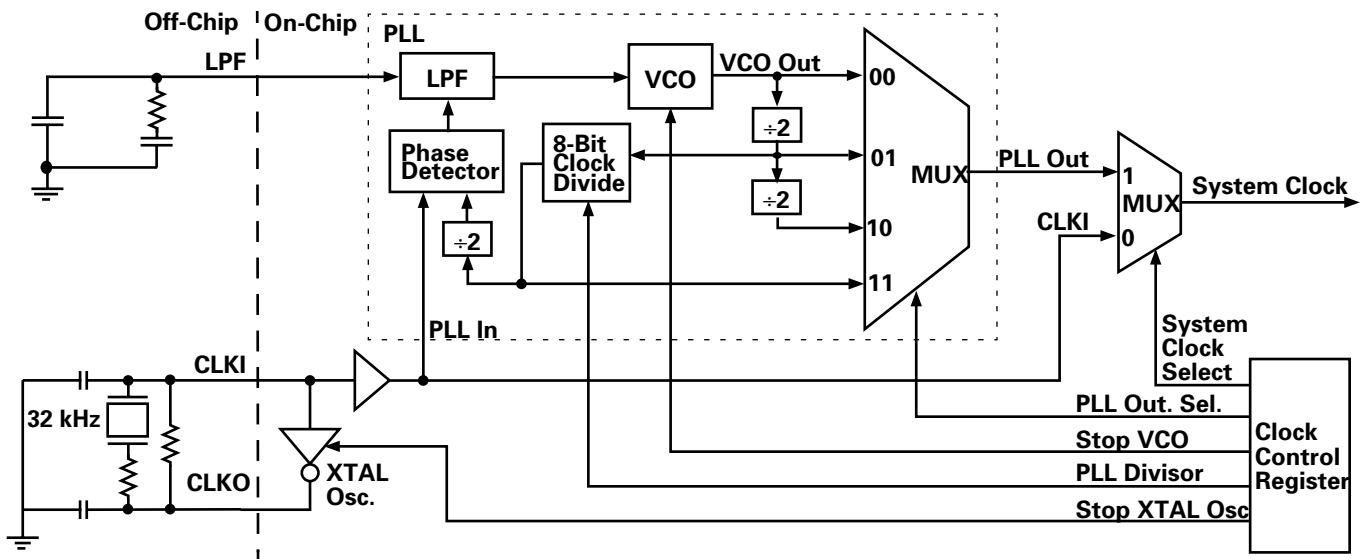 Off-Chip
On-Chip
PLL
LPF
LPF
VCO
VCO Out
00
÷2
Phase
Detector
8-Bit
Clock
Divide
01
MUX
PLL Out
1
MUX
0
System Clock
÷2
÷2
10
CLKI
11
PLL In
System
Clock
Select
CLKI
32 kHz
CLKO
XTAL
Osc.
PLL Out. Sel.
Stop VCO
PLL Divisor
Stop XTAL Osc
Clock
Control
Register